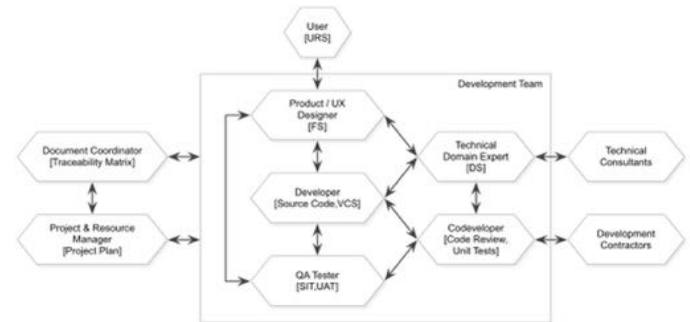 User
[URS]
Development Team
Product / UX
Designer
[FS]
Document Coordinator
[Traceability Matrix]
Technical
Domain Expert
[DS]
Technical
Consultants
Developer
[Source Code,VCS]
Project & Resource
Manager
[Project Plan]
Codeveloper
[Code Review,
Unit Tests]
Development
Contractors
QA Tester
[SIT,UAT]